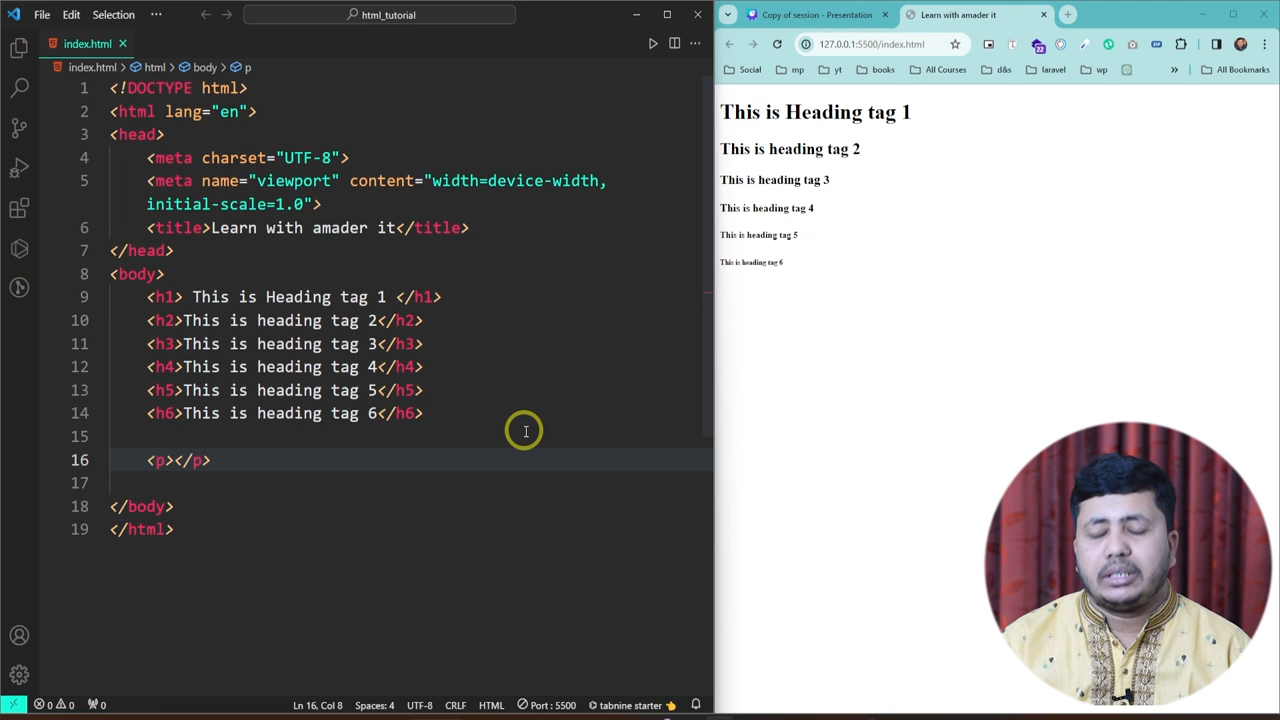 File Edit Selection ··· html_tutorial
Copy of session - Presentation Learn with amader it
index.html
127.0.0.1:5500/index.html
22
index.html > html > body > p
Social mp yt books All Courses d&s laravel wp » All Bookmarks
1 <!DOCTYPE html>
2 <html lang="en">
3 <head>
4 <meta charset="UTF-8">
5 <meta name="viewport" content="width=device-width,
initial-scale=1.0">
6 <title>Learn with amader it</title>
7 </head>
8 <body>
9 <h1> This is Heading tag 1 </h1>
10 <h2>This is heading tag 2</h2>
11 <h3>This is heading tag 3</h3>
12 <h4>This is heading tag 4</h4>
13 <h5>This is heading tag 5</h5>
14 <h6>This is heading tag 6</h6>
15
16 <p></p>
17
18 </body>
19 </html>
This is Heading tag 1
This is heading tag 2
This is heading tag 3
This is heading tag 4
This is heading tag 5
This is heading tag 6
0 0 0 Ln 16, Col 8 Spaces: 4 UTF-8 CRLF HTML Port : 5500 tabnine starter